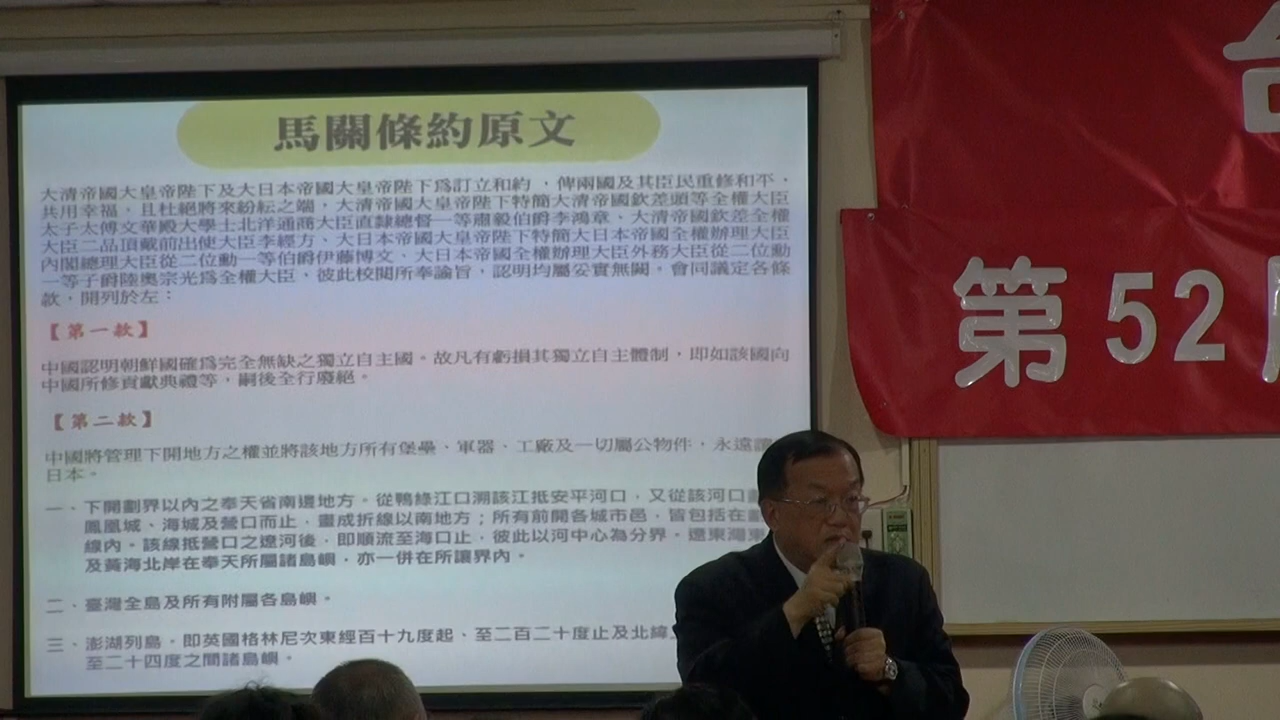 馬關條約原文
大清帝國大皇帝陛下及大日本帝國大皇帝陛下爲訂立和約，俾兩國及其臣民重修和平，
共用幸福、且杜絕將來紛紜之端，大清帝國大皇帝陛下特簡大清帝國欽差頭等全權大臣
太子太傅文華殿大學士北洋通商大臣直隸總督一等肅毅伯爵李鴻章、大清帝國欽差全權
大臣二品頂戴前出使大臣李經方、大日本帝國大皇帝陛下特簡大日本帝國全權辦理大臣
內閣總理大臣從二位勳一等伯爵伊藤博文、大日本帝國全權辦理大臣外務大臣從二位勳
一等子爵陸奧宗光爲全權大臣，彼此校閱所奉諭旨，認明均屬妥實無闕。會同議定各條
款，開列於左：
【第一款】
中國認明朝鮮國確爲完全無缺之獨立自主國。故凡有虧損其獨立自主體制，即如該國向
中國所修貢獻典禮等，嗣後全行廢絕。
【第二款】
中國將管理下開地方之權並將該地方所有堡壘、軍器、工廠及一切屬公物件，永遠讓
日本。
一、下開劃界以內之奉天省南邊地方。從鴨綠江口溯該江抵安平河口，又從該河口
鳳凰城、海城及營口而止，畫成折線以南地方；所有前開各城市邑，皆包括在
線內。該線抵營口之遼河後，即順流至海口止，彼此以河中心為分界。遼東灣東
及黃海北岸在奉天所屬諸島嶼，亦一併在所讓界內。
二、臺灣全島及所有附屬各島嶼。
三、澎湖列島。即英國格林尼次東經百十九度起、至二百二十度止及北緯
至二十四度之間諸島嶼。
第52